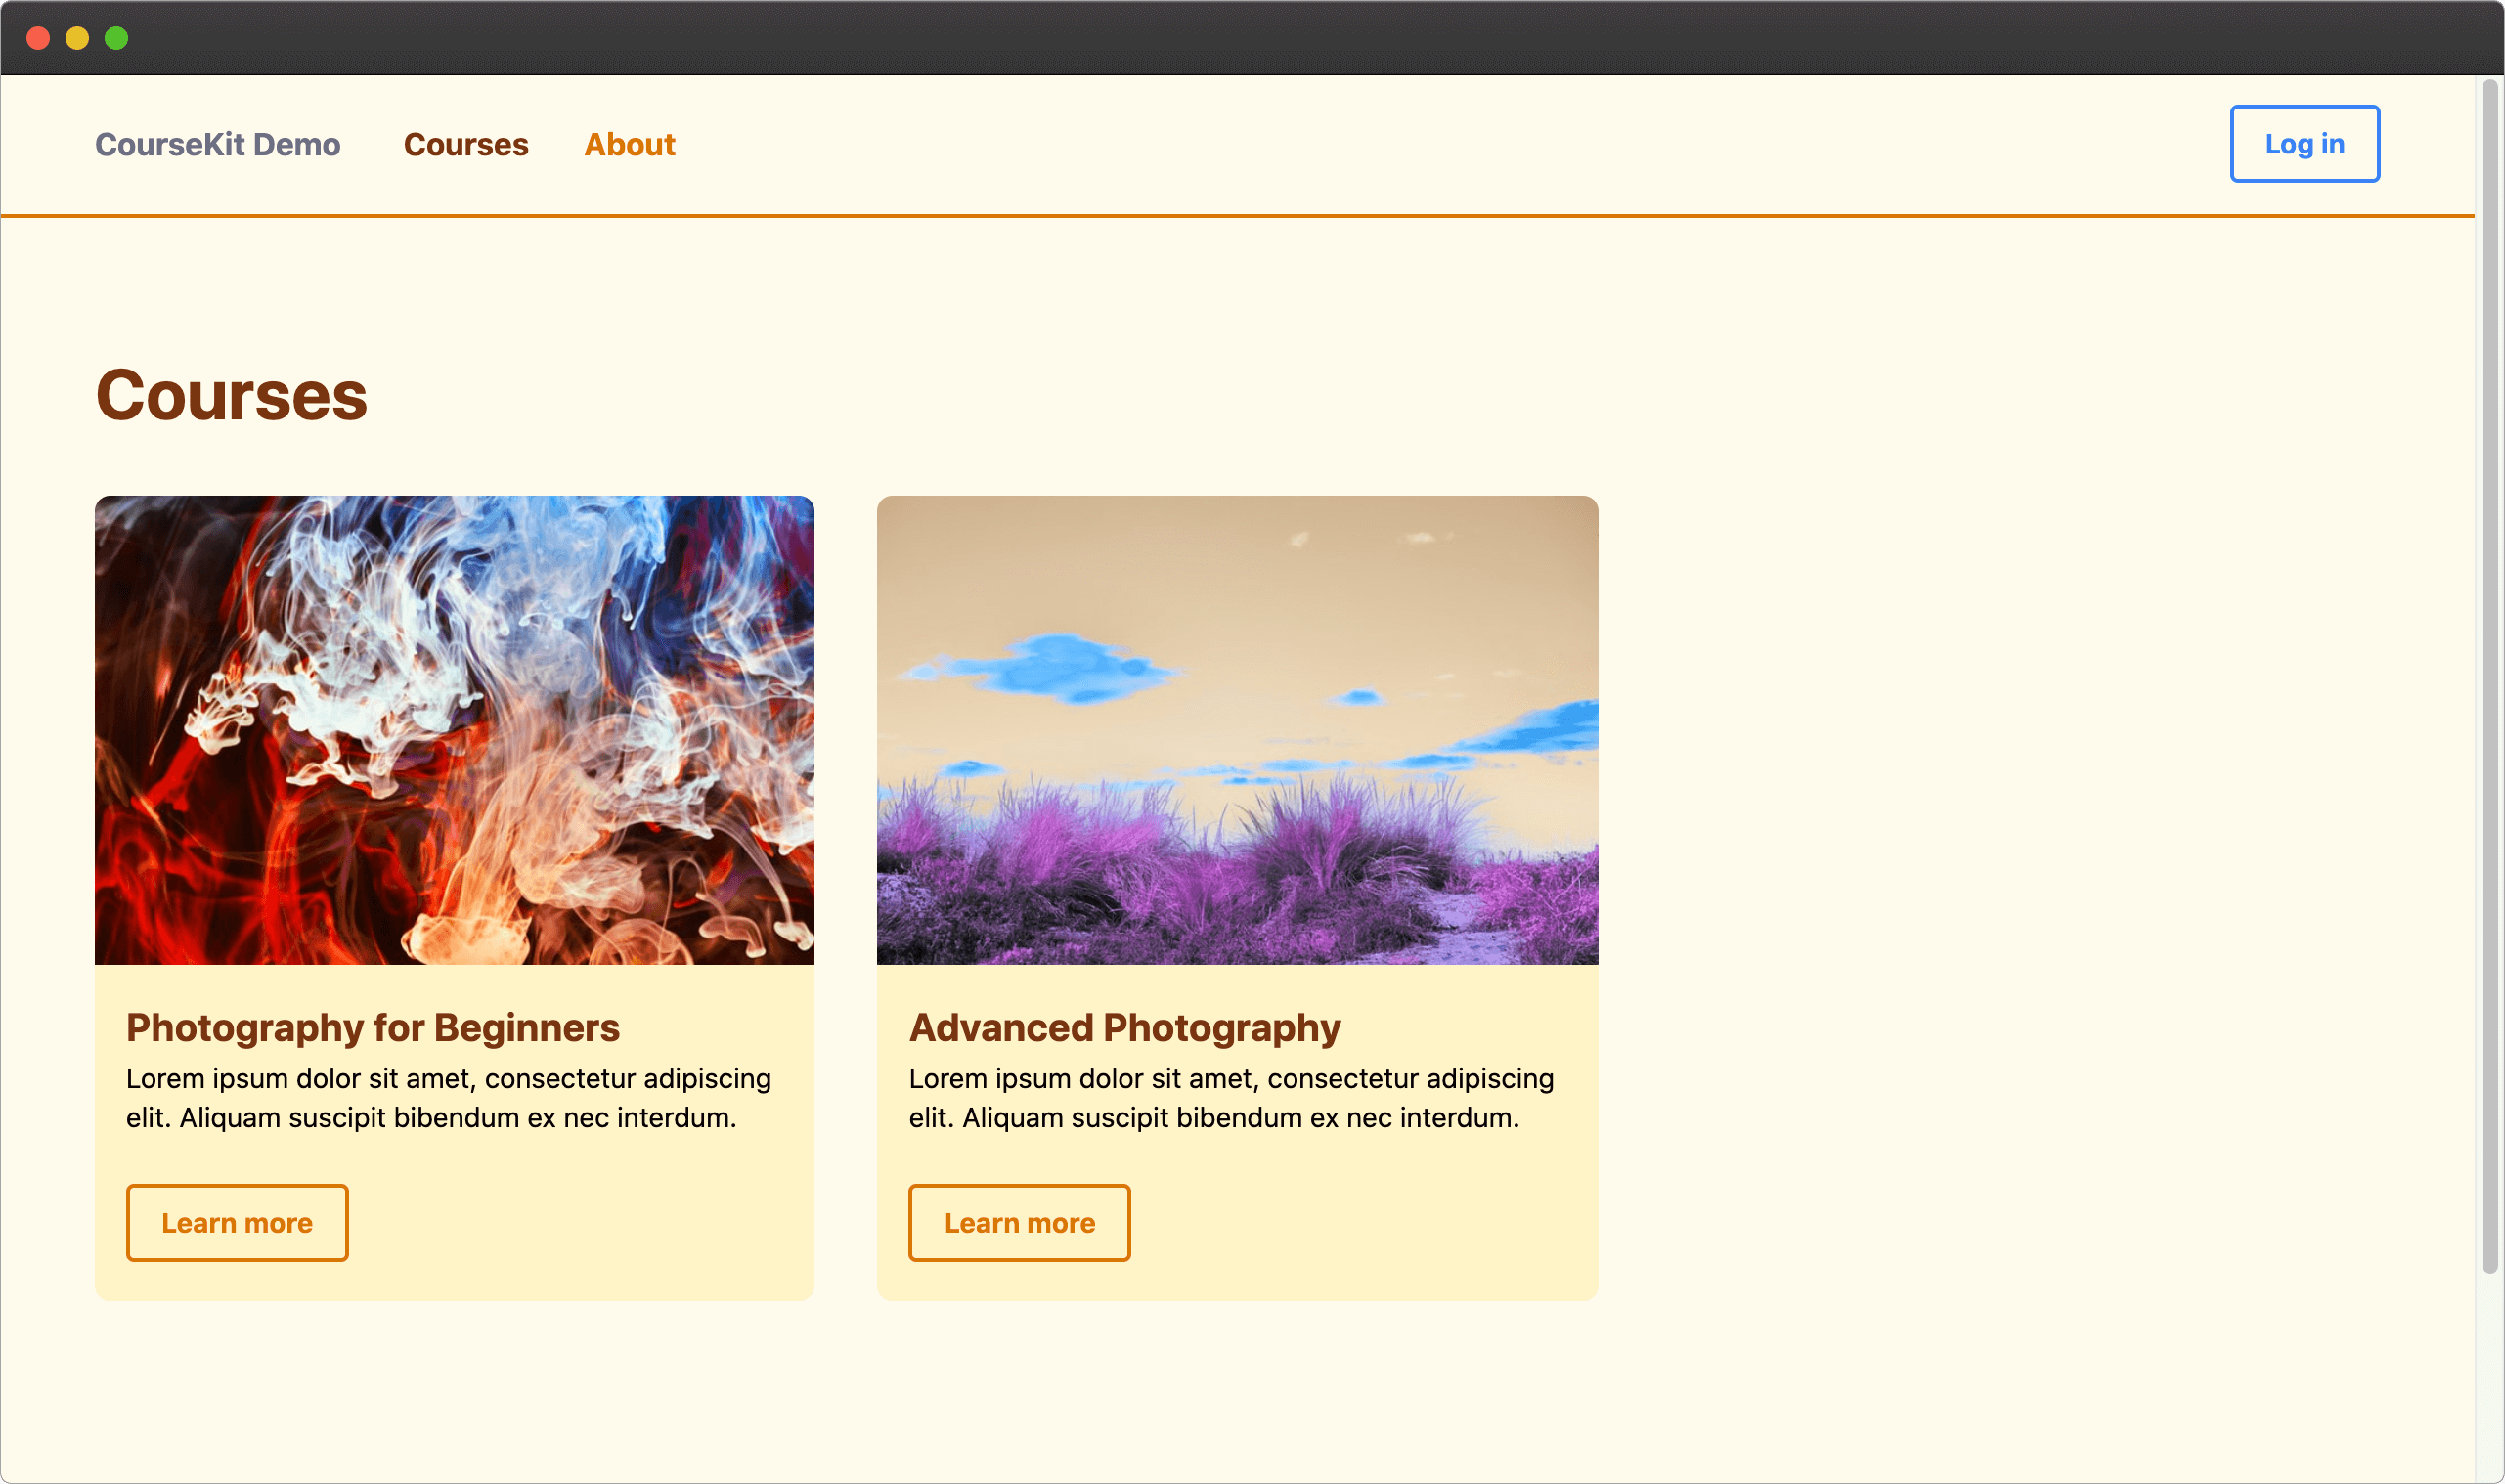 CourseKit Demo Courses About Log in
Courses
Photography for Beginners
Lorem ipsum dolor sit amet, consectetur adipiscing
elit. Aliquam suscipit bibendum ex nec interdum.
Learn more
Advanced Photography
Lorem ipsum dolor sit amet, consectetur adipiscing
elit. Aliquam suscipit bibendum ex nec interdum.
Learn more